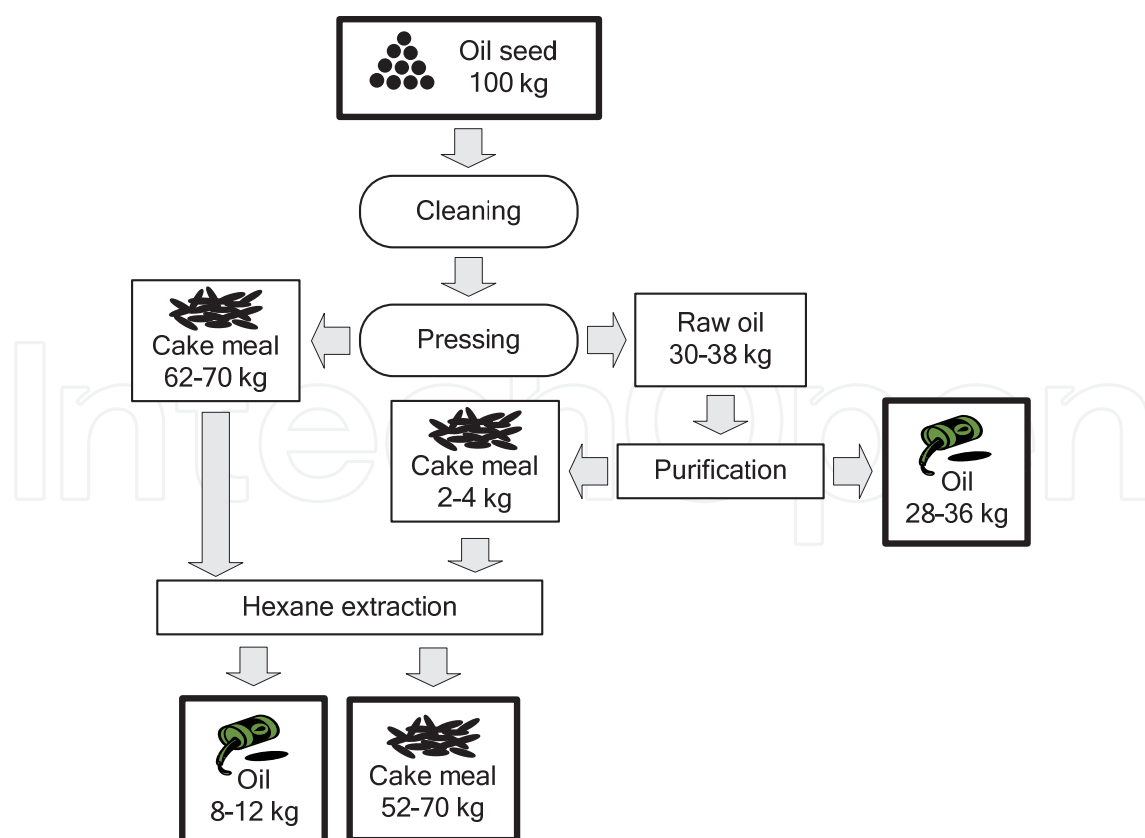 Oil seed
100 kg
Cleaning
Pressing
Cake meal
62-70 kg
Raw oil
30-38 kg
Cake meal
2-4 kg
Purification
Oil
28-36 kg
Hexane extraction
Oil
8-12 kg
Cake meal
52-70 kg
IntechOpen